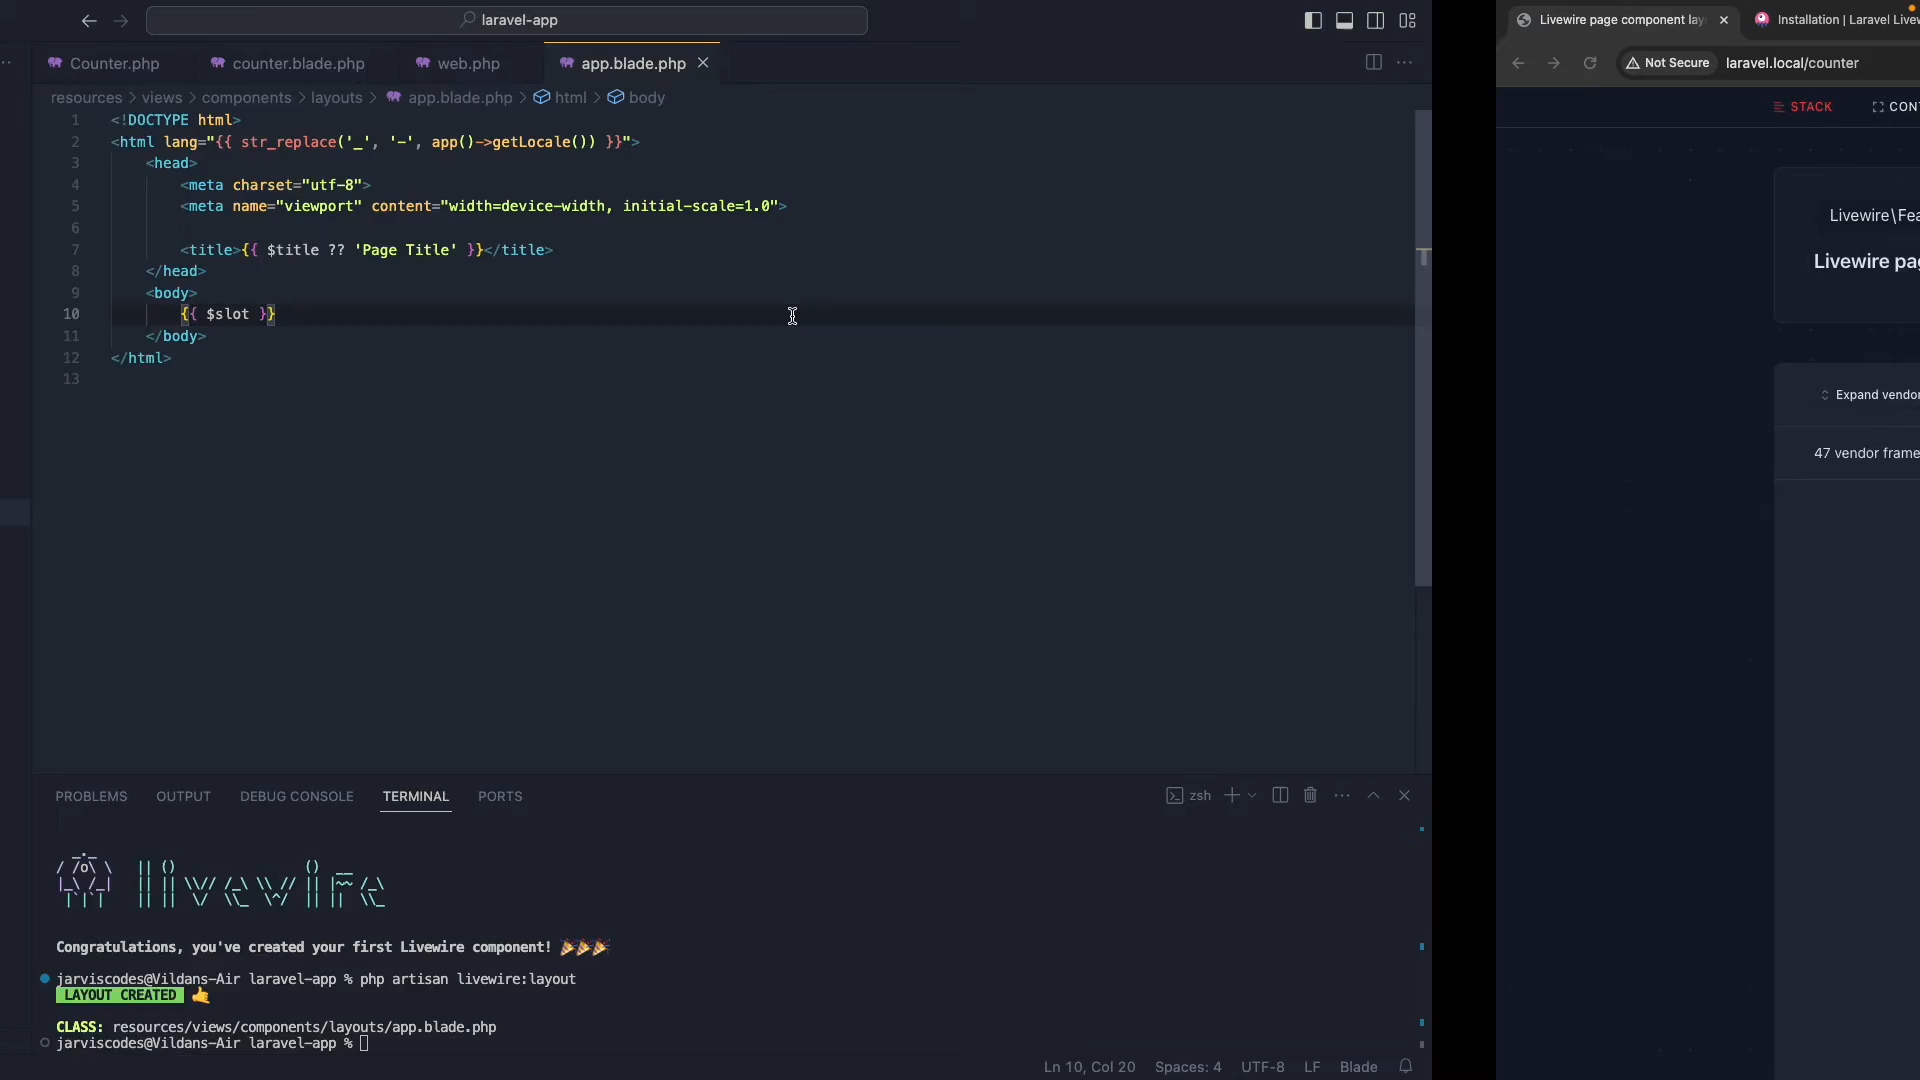 laravel-app
Counter.php
counter.blade.php
web.php
app.blade.php
resources > views > components > layouts > app.blade.php > html > body
1 <!DOCTYPE html>
2 <html lang="{{ str_replace('_', '-', app()->getLocale()) }}">
3 <head>
4 <meta charset="utf-8">
5 <meta name="viewport" content="width=device-width, initial-scale=1.0">
6
7 <title>{{ $title ?? 'Page Title' }}</title>
8 </head>
9 <body>
10 {{ $slot }}
11 </body>
12 </html>
13
PROBLEMS OUTPUT DEBUG CONSOLE TERMINAL PORTS
zsh
Congratulations, you've created your first Livewire component! 🎉🎉🎉
jarviscodes@Vildans-Air laravel-app % php artisan livewire:layout
LAYOUT CREATED 🤙
CLASS: resources/views/components/layouts/app.blade.php
jarviscodes@Vildans-Air laravel-app %
Ln 10, Col 20 Spaces: 4 UTF-8 LF Blade
Livewire page component lay
Installation | Laravel Live
Not Secure laravel.local/counter
STACK
CON
Livewire\Fea
Livewire pag
Expand vendor
47 vendor frame